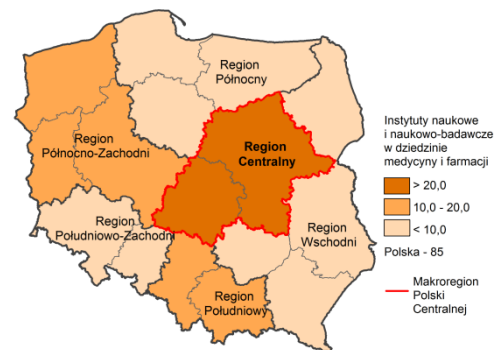 Region
Północny
Region
Północno-Zachodni
Region
Centralny
Region
Południowo-Zachodni
Region
Wschodni
Region
Południowy
Instytuty naukowe
i naukowo-badawcze
w dziedzinie
medycyny i farmacji
> 20,0
10,0 - 20,0
< 10,0
Polska - 85
Makroregion
Polski
Centralnej